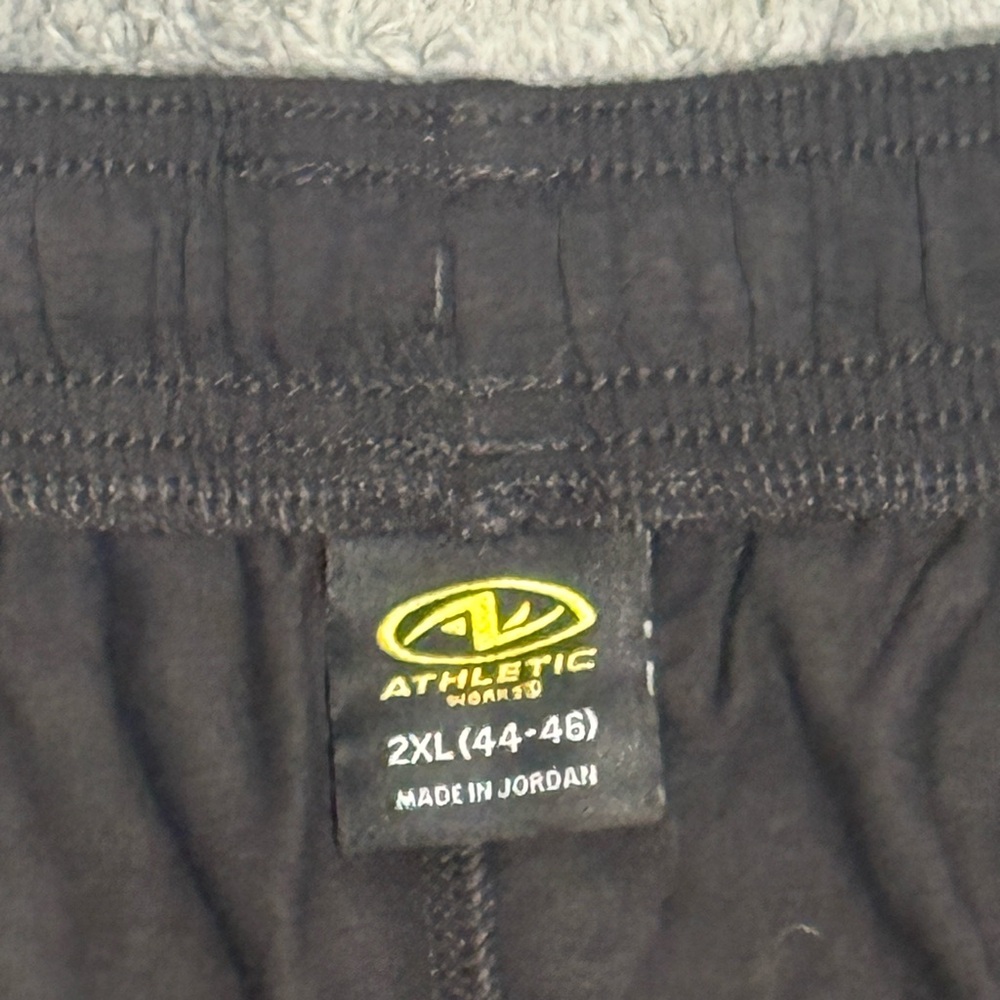 ATHLETIC
WORKS®
2XL(44-46)
MADE IN JORDAN